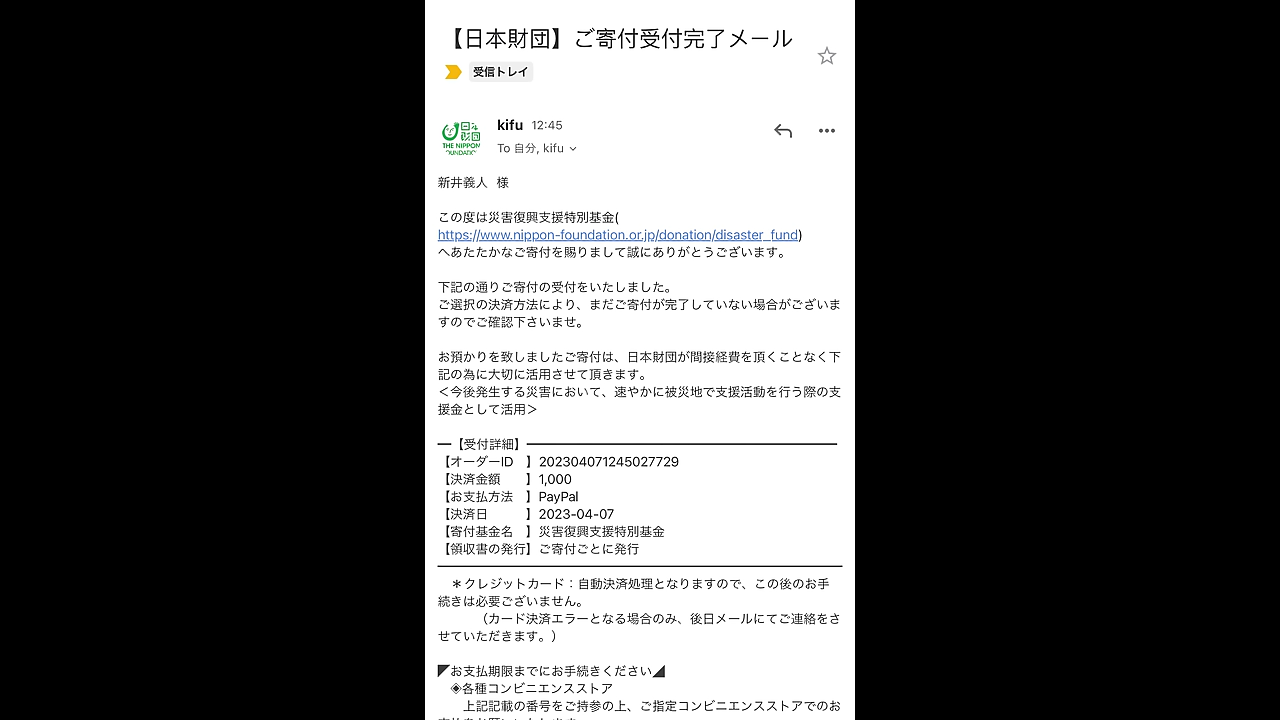 【日本財団】ご寄付受付完了メール
受信トレイ
kifu 12:45
To 自分, kifu
THE NIPPON
新井義人 様
この度は災害復興支援特別基金(
https://www.nippon-foundation.or.jp/donation/disaster_fund)
へあたたかなご寄付を賜りまして誠にありがとうございます。
下記の通りご寄付の受付をいたしました。
ご選択の決済方法により、まだご寄付が完了していない場合がございま
すのでご確認下さいませ。
お預かりを致しましたご寄付は、日本財団が間接経費を頂くことなく下
記の為に大切に活用させて頂きます。
＜今後発生する災害において、速やかに被災地で支援活動を行う際の支
援金として活用＞
━【受付詳細】━━━━━━━━━━━━━━━━━━━━━━━
【オーダーID 】202304071245027729
【決済金額 】1,000
【お支払方法 】PayPal
【決済日 】2023-04-07
【寄付基金名 】災害復興支援特別基金
【領収書の発行】ご寄付ごとに発行
＊クレジットカード：自動決済処理となりますので、この後のお手
続きは必要ございません。
（カード決済エラーとなる場合のみ、後日メールにてご連絡をさ
せていただきます。）
◤お支払期限までにお手続きください◢
◈各種コンビニエンスストア
上記記載の番号をご持参の上、ご指定コンビニエンスストアでのお